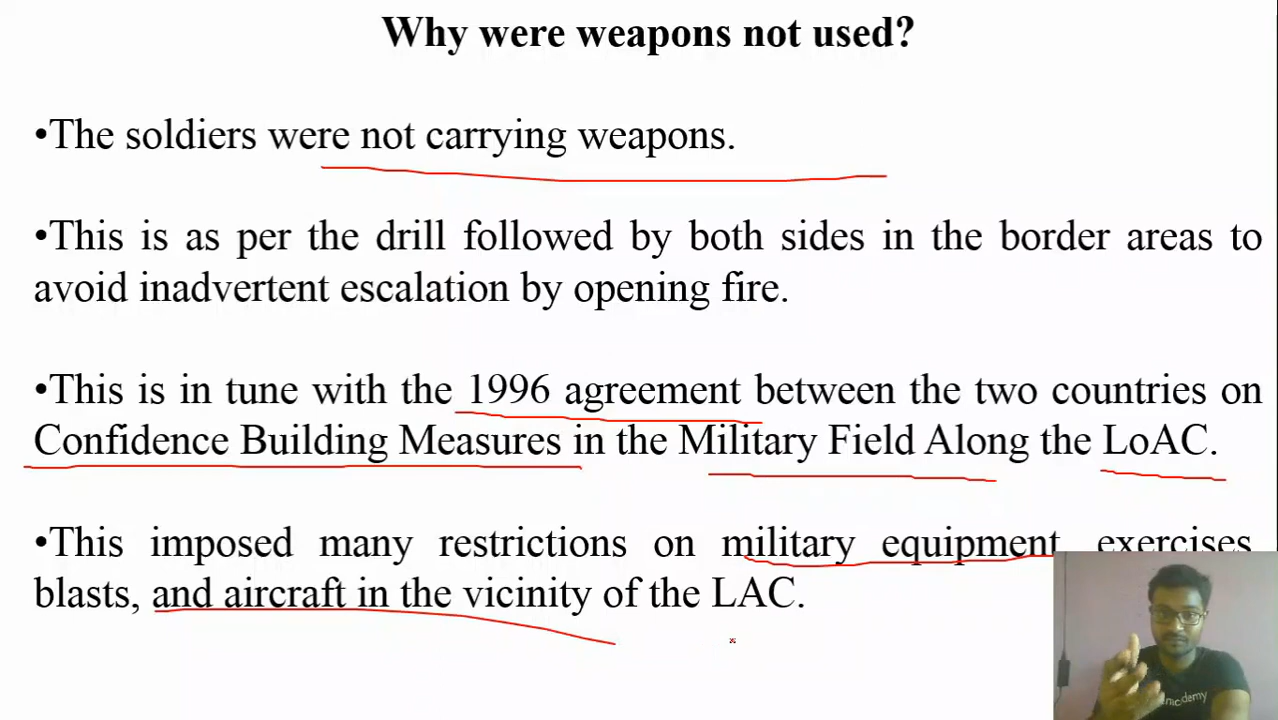 Why were weapons not used?
•The soldiers were not carrying weapons.
•This is as per the drill followed by both sides in the border areas to
avoid inadvertent escalation by opening fire.
•This is in tune with the 1996 agreement between the two countries on
Confidence Building Measures in the Military Field Along the LoAC.
•This imposed many restrictions on military equipment exercises
blasts, and aircraft in the vicinity of the LAC.